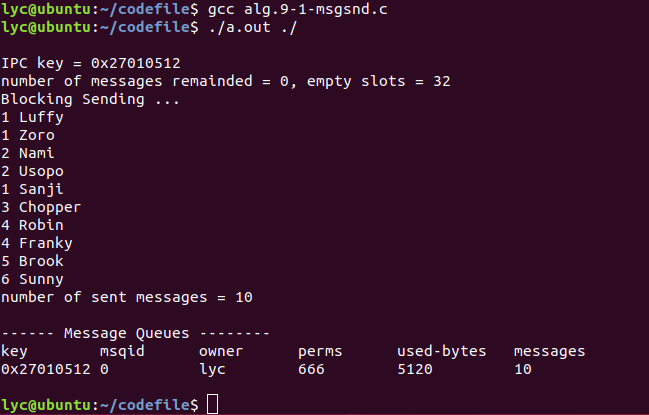 lyc@ubuntu:~/codefile$ gcc alg.9-1-msgsnd.c
lyc@ubuntu:~/codefile$ ./a.out ./
IPC key = 0x27010512
number of messages remainded = 0, empty slots = 32
Blocking Sending ...
1 Luffy
1 Zoro
2 Nami
2 Usopo
1 Sanji
3 Chopper
4 Robin
4 Franky
5 Brook
6 Sunny
number of sent messages = 10
------ Message Queues --------
key        msqid      owner      perms      used-bytes   messages
0x27010512 0          lyc        666        5120         10
lyc@ubuntu:~/codefile$